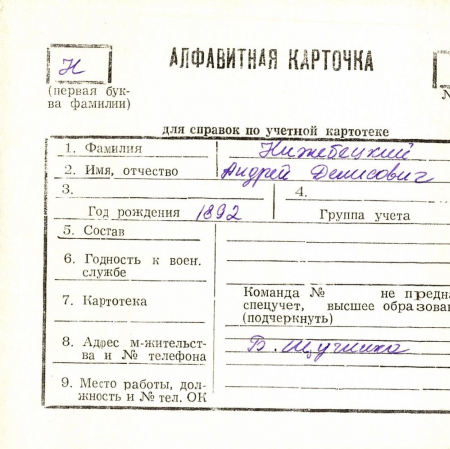 Н
АЛФАВИТНАЯ КАРТОЧКА
(первая бук-
ва фамилии)
для справок по учетной картотеке
1. Фамилия Нижебецкий
2. Имя, отчество Андрей Денисович
3.
4.
Год рождения 1892
Группа учета
5. Состав
6. Годность к воен.
службе
7. Картотека
Команда № не предна
спецучет, высшее образова
(подчеркнуть)
8. Адрес м-жительст-
ва и № телефона
Б.
9. Место работы, дол-
жность и № тел. ОК